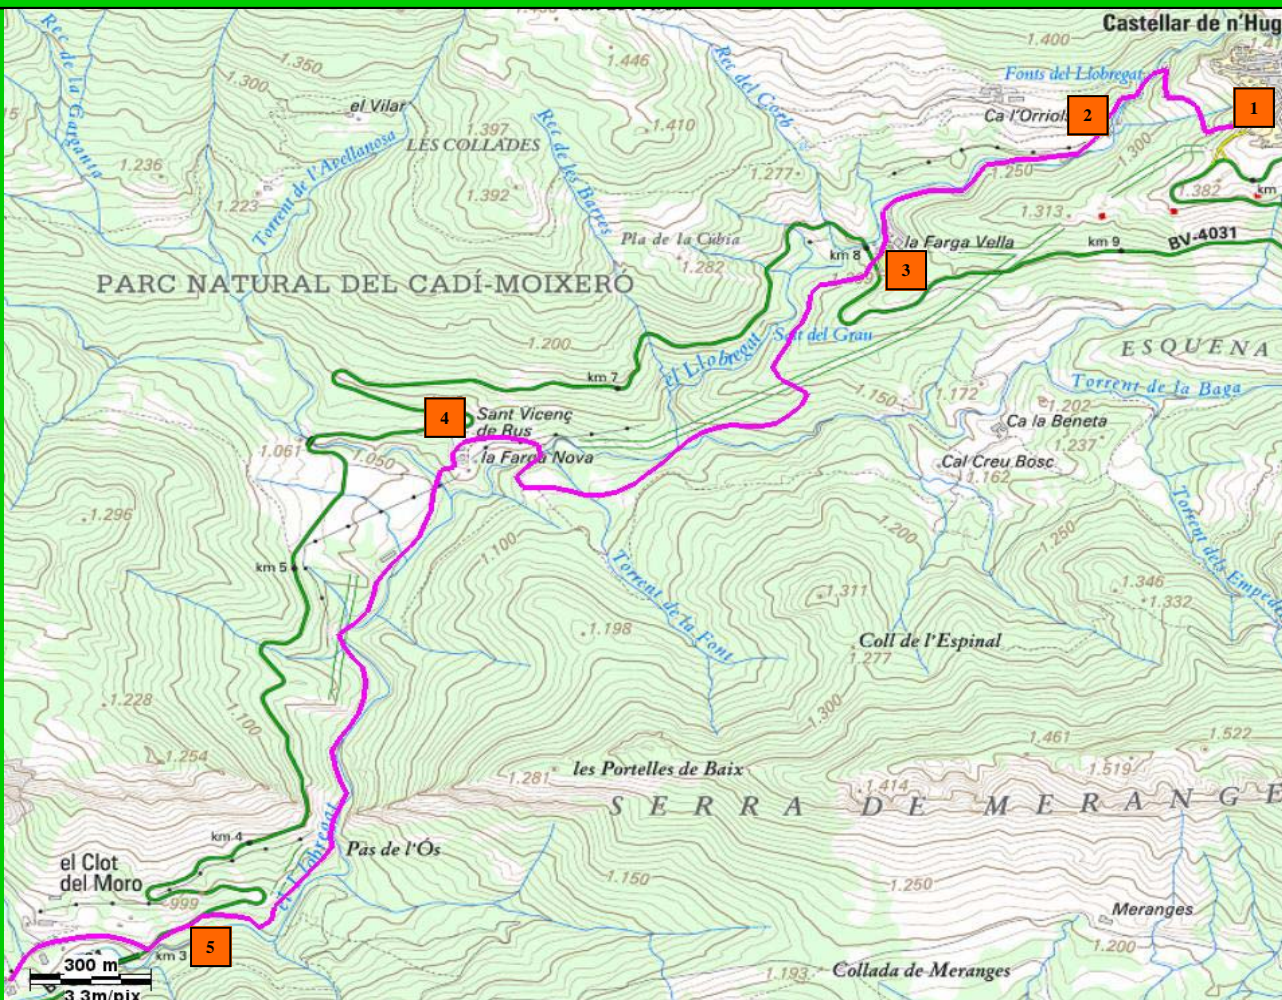 Castellar de n'Hug
1.400
1.446
Rec de la Garganta
Rec del Corb
Fonts del Llobregat
1.350
1.300
el Vilar
1
2
Ca l'Oriol
Rec de les Barres
1.397
LES COLLADES
1.410
1.300
1.236
Torrent de l'Avellanosa
1.277
1.250
1.392
1.382
km
1.223
1.313
Pla de la Cúbia
la Farga Vella
km 9
BV-4031
km 8
1.282
3
PARC NATURAL DEL CADÍ-MOIXERÓ
Salt del Grau
1.200
el Llobregat
ESQUENA
km 7
Torrent de la Baga
1.150
1.172
1.202
4
Sant Vicenç
de Rus
Ca la Beneta
1.061
1.050
la Farga Nova
1.237
Cal Creu Bosc
1.162
1.296
Torrent dels Emped
1.200
1.250
1.100
km 5
Torrent de la Font
1.311
1.346
1.332
1.198
Coll de l'Espinal
1.277
1.228
1.100
1.300
1.461
1.522
1.254
1.281
les Portelles de Baix
1.519
1.414
SERRA DE MERANGE
el Llobregat
km 4
Pas de l'Ós
el Clot
del Moro
1.150
1.250
999
Meranges
5
km 3
1.200
300 m
1.193
Collada de Meranges
3.3m/pix